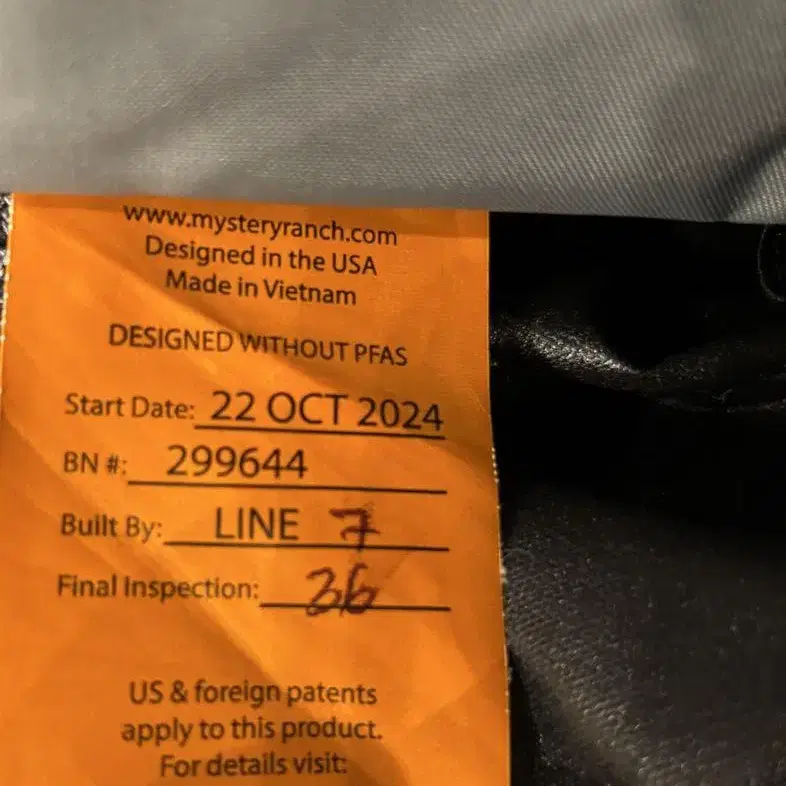 www.mysteryranch.com
Designed in the USA
Made in Vietnam
DESIGNED WITHOUT PFAS
Start Date: 22 OCT 2024
BN #: 299644
Built By: LINE 7
Final Inspection: 36
US & foreign patents
apply to this product.
For details visit: